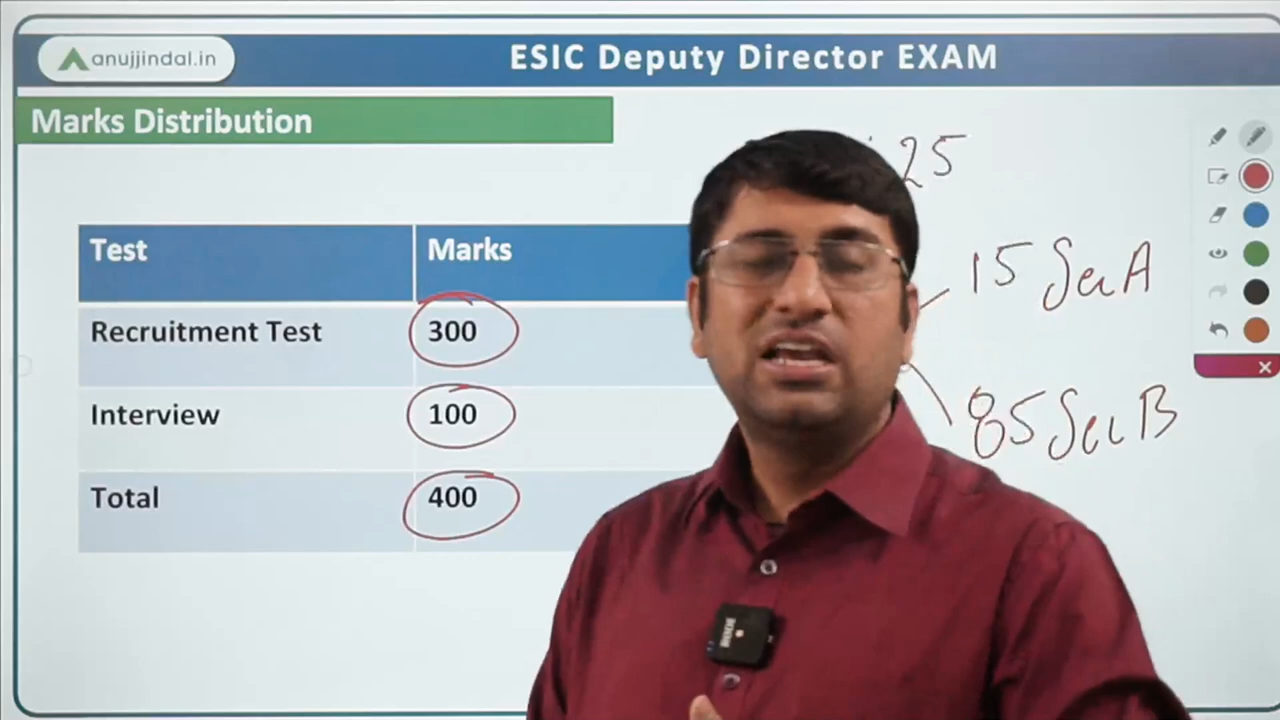 anujjindal.in
ESIC Deputy Director EXAM
Marks Distribution
25
Test Marks
15 Sec A
Recruitment Test 300
Interview 100
85 Sec B
Total 400